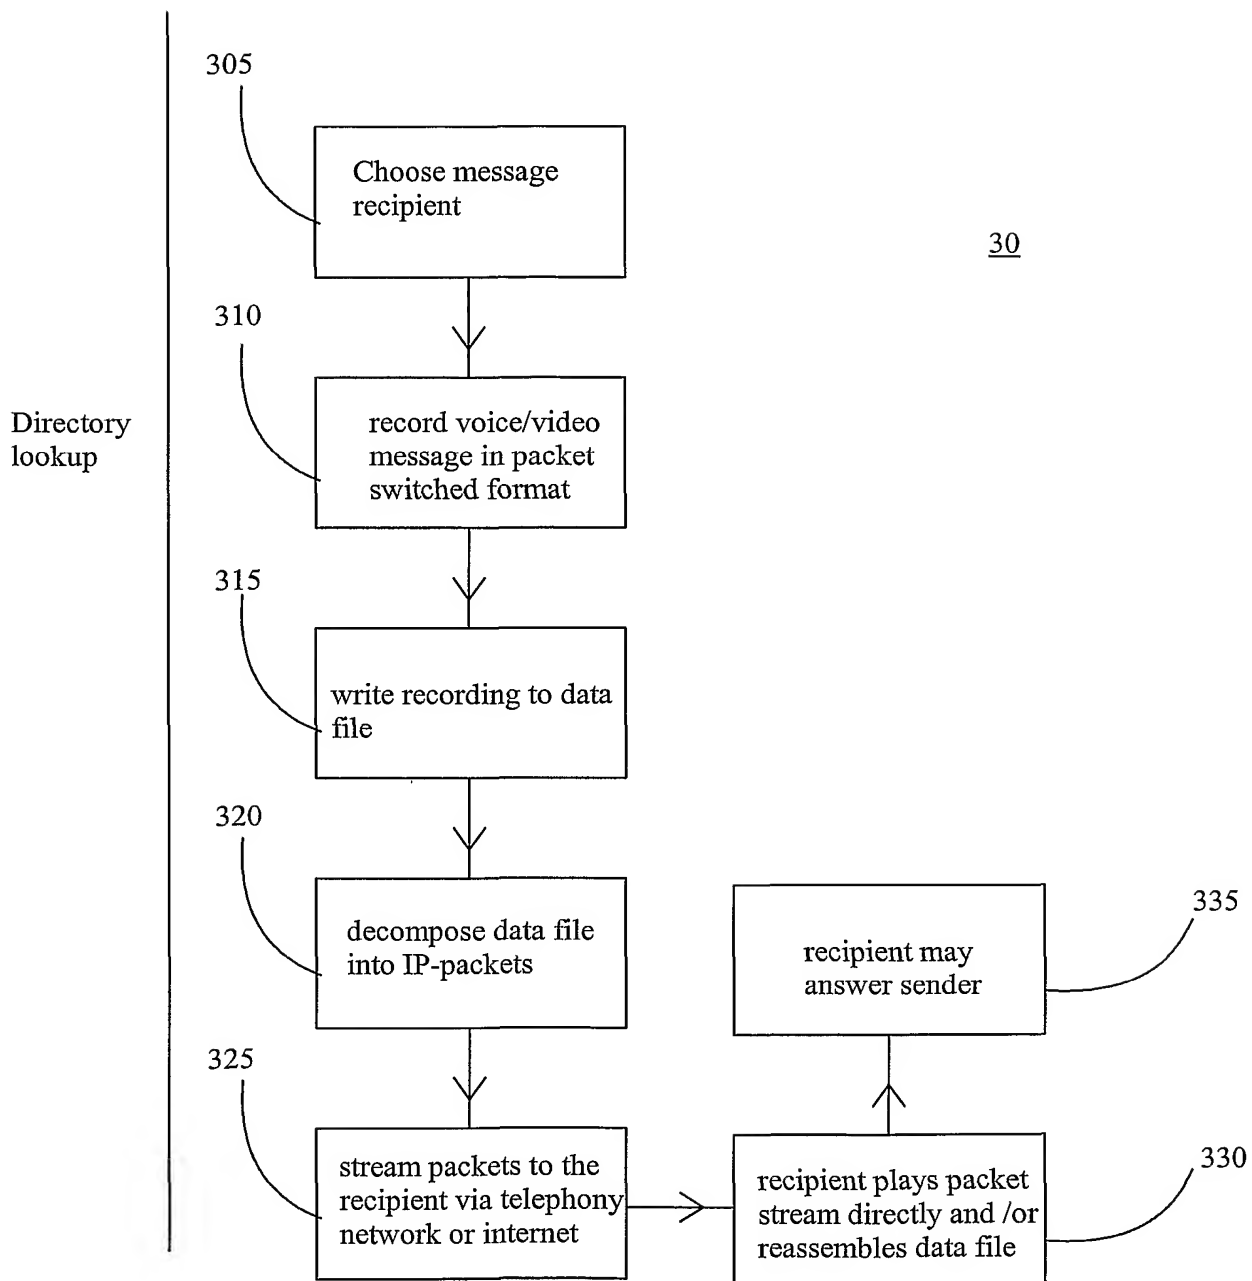 305
Choose message
recipient
30
310
Directory
lookup
record voice/video
message in packet
switched format
315
write recording to data
file
320
decompose data file
into IP-packets
335
recipient may
answer sender
325
stream packets to the
recipient via telephony
network or internet
330
recipient plays packet
stream directly and /or
reassembles data file